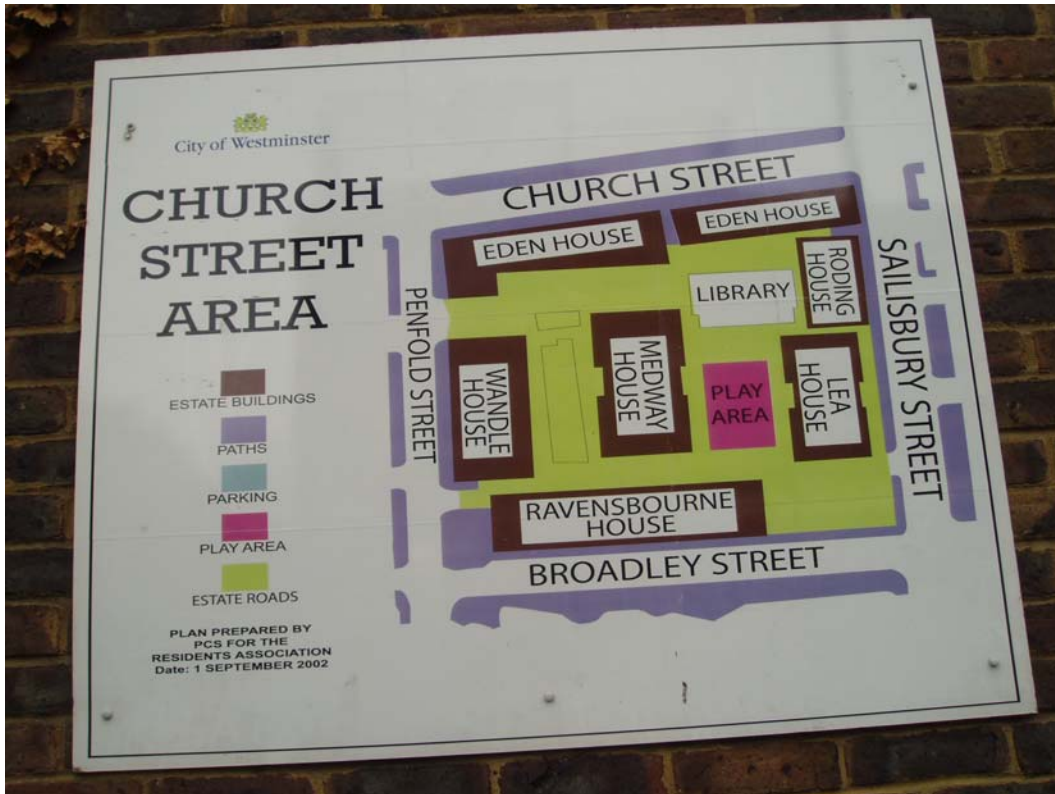 City of Westminster
CHURCH
STREET
AREA
ESTATE BUILDINGS
PATHS
PARKING
PLAY AREA
ESTATE ROADS
PLAN PREPARED BY
PCS FOR THE
RESIDENTS ASSOCIATION
Date: 1 SEPTEMBER 2002
CHURCH STREET
EDEN HOUSE
EDEN HOUSE
RODING
HOUSE
SAILISBURY STREET
LIBRARY
PENFOLD STREET
WANDLE
HOUSE
MEDWAY
HOUSE
PLAY
AREA
LEA
HOUSE
RAVENSBOURNE
HOUSE
BROADLEY STREET